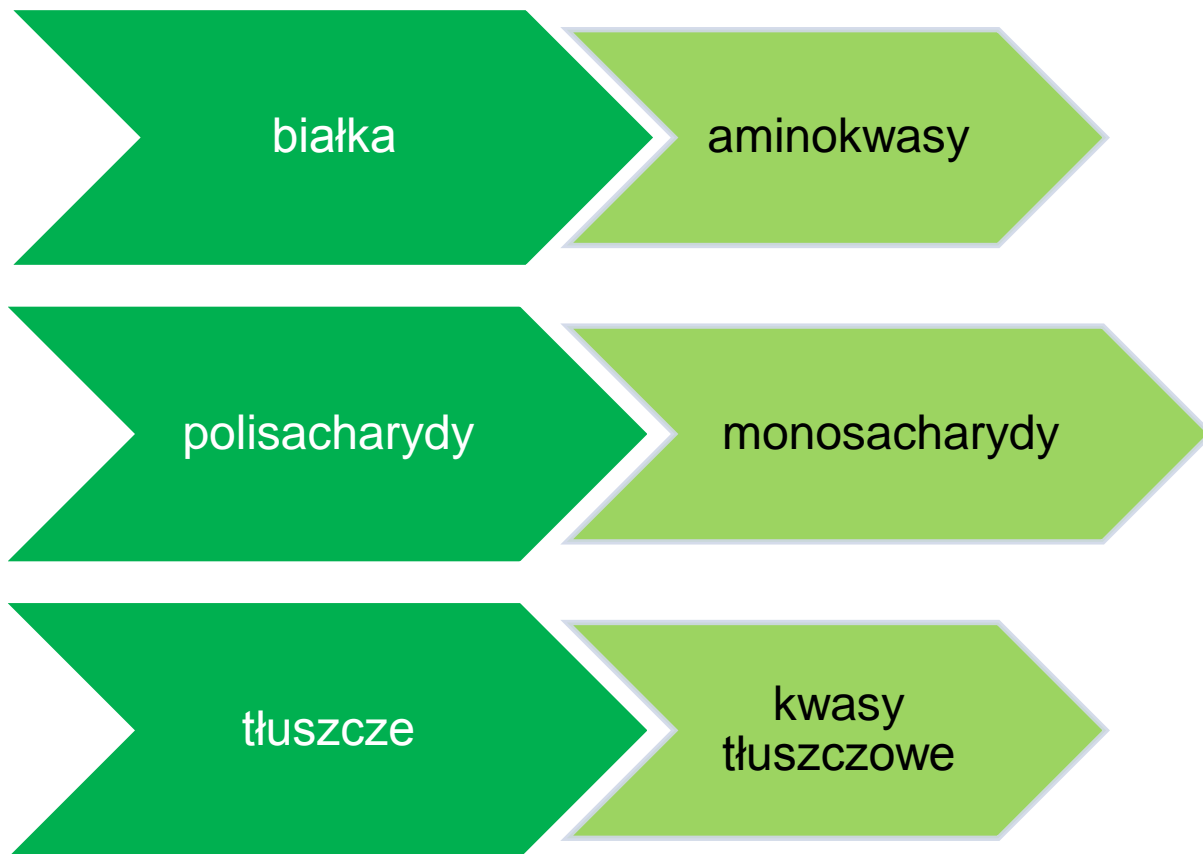 białka
aminokwasy
polisacharydy
monosacharydy
tłuszcze
kwasy
tłuszczowe